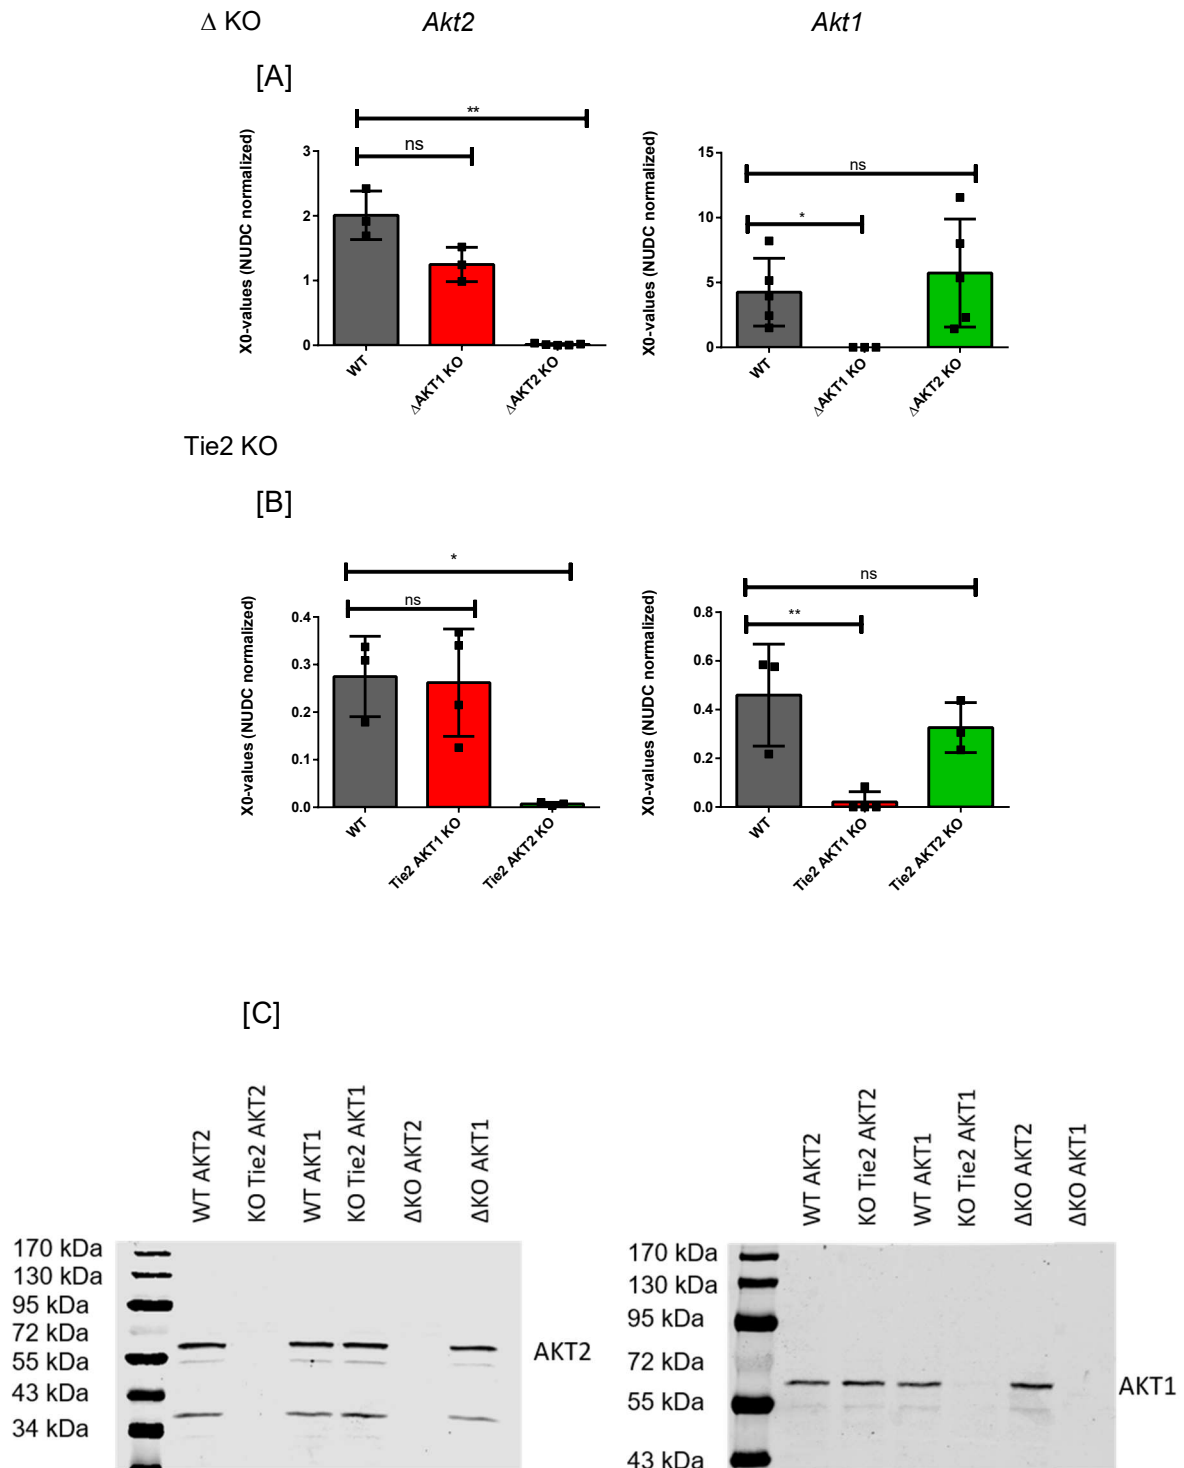 Δ KO Akt2 Akt1
[A]
**
ns
X0-values (NUDC normalized)
3
2
1
0
WT
ΔAKT1 KO
ΔAKT2 KO
ns
*
X0-values (NUDC normalized)
15
10
5
0
WT
ΔAKT1 KO
ΔAKT2 KO
Tie2 KO
[B]
*
ns
X0-values (NUDC normalized)
0.4
0.3
0.2
0.1
0.0
WT
Tie2 AKT1 KO
Tie2 AKT2 KO
ns
**
X0-values (NUDC normalized)
0.8
0.6
0.4
0.2
0.0
WT
Tie2 AKT1 KO
Tie2 AKT2 KO
[C]
WT AKT2
KO Tie2 AKT2
WT AKT1
KO Tie2 AKT1
ΔKO AKT2
ΔKO AKT1
170 kDa
130 kDa
95 kDa
72 kDa
55 kDa
43 kDa
34 kDa
AKT2
WT AKT2
KO Tie2 AKT2
WT AKT1
KO Tie2 AKT1
ΔKO AKT2
ΔKO AKT1
170 kDa
130 kDa
95 kDa
72 kDa
55 kDa
43 kDa
AKT1